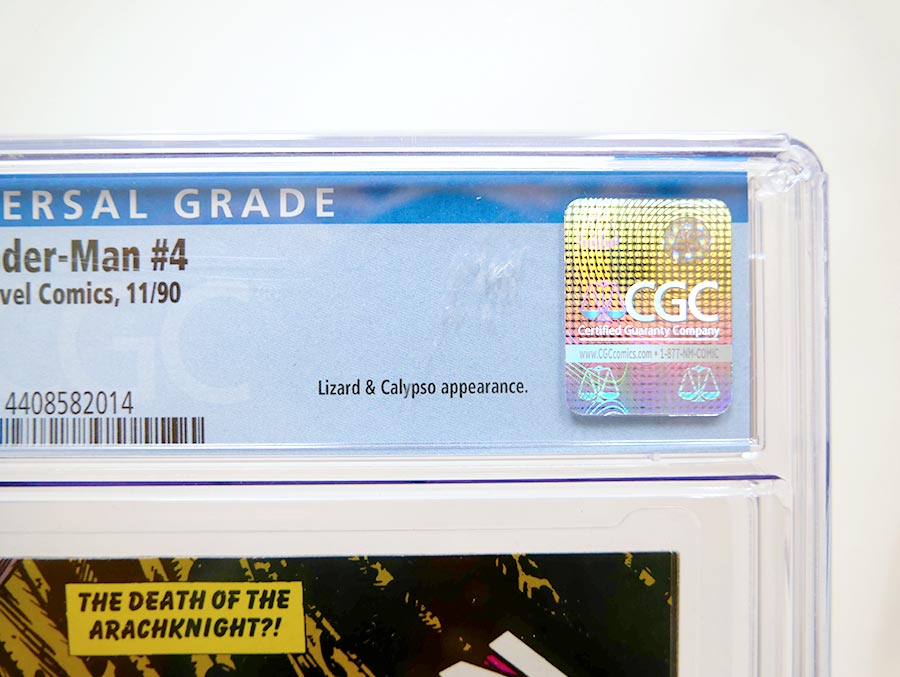 ERSAL GRADE
der-Man #4
vel Comics, 11/90
4408582014
Lizard & Calypso appearance.
CGC
Certified Guaranty Company
www.CGCcomics.com • 1-877-NM-COMIC
THE DEATH OF THE
ARACHKNIGHT?!